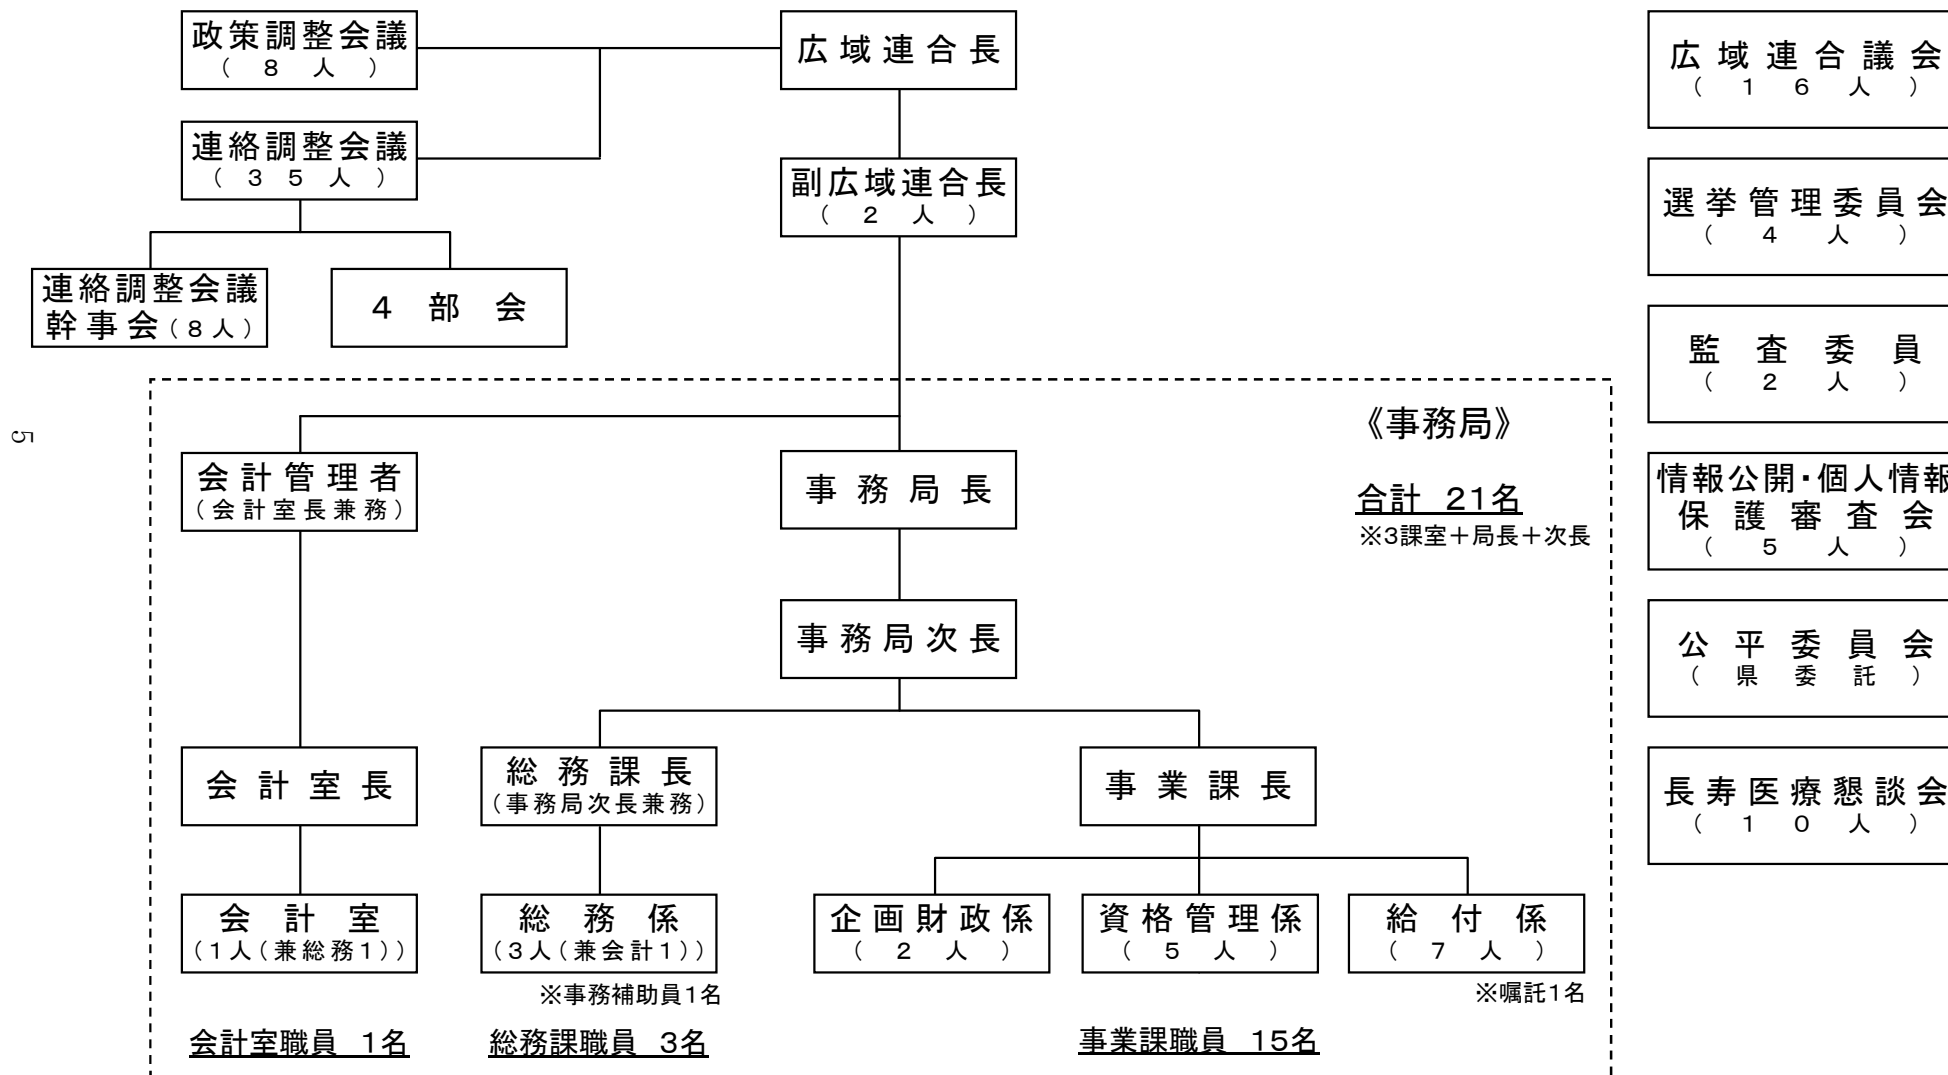 政策調整会議
（８人）
広域連合長
広域連合議会
（１６人）
連絡調整会議
（３５人）
副広域連合長
（２人）
選挙管理委員会
（４人）
連絡調整会議
幹事会（８人）
４部会
監査委員
（２人）
《事務局》
5
会計管理者
（会計室長兼務）
事務局長
合計　21名
※3課室＋局長＋次長
情報公開・個人情報
保護審査会
（５人）
事務局次長
公平委員会
（県委託）
会計室長
総務課長
（事務局次長兼務）
事業課長
長寿医療懇談会
（１０人）
会計室
（１人（兼総務１））
総務係
（３人（兼会計１））
企画財政係
（２人）
資格管理係
（５人）
給付係
（７人）
※事務補助員１名
※嘱託１名
会計室職員　1名
総務課職員　3名
事業課職員　15名